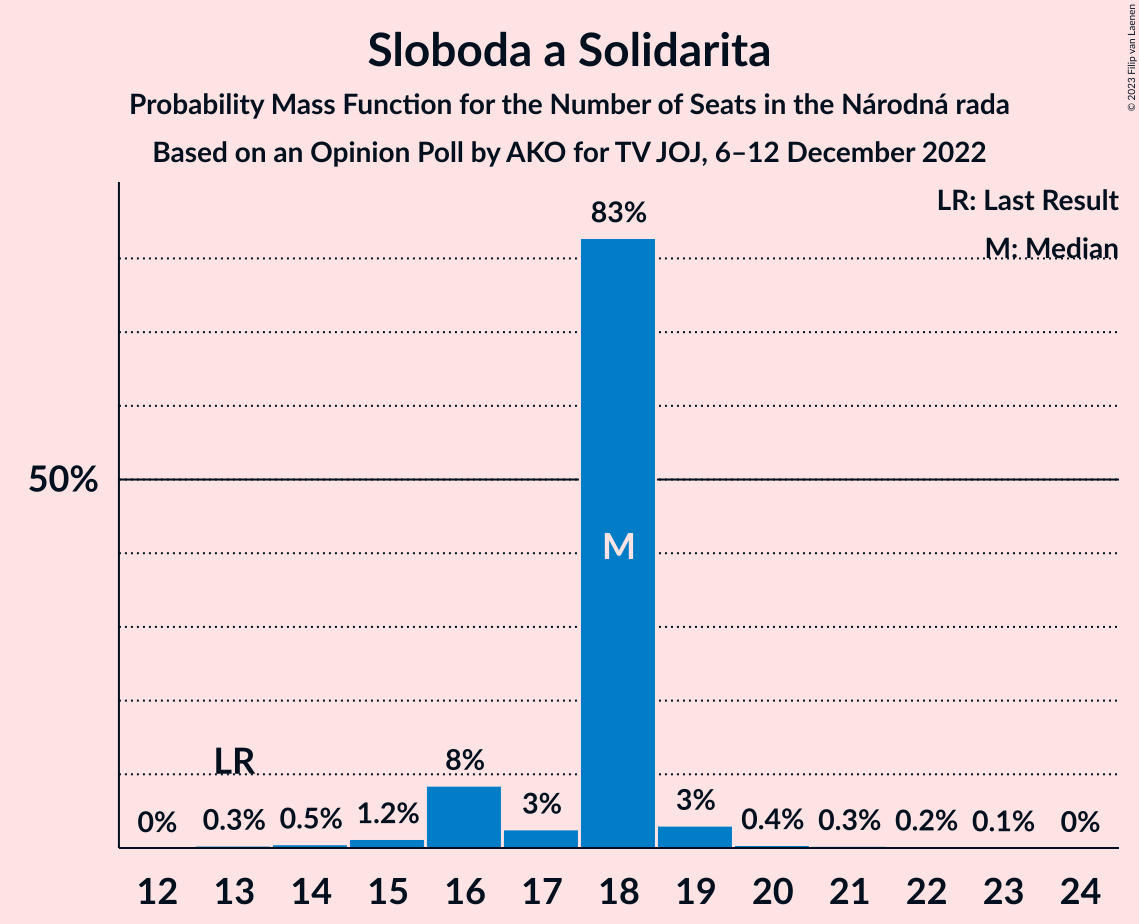 Sloboda a Solidarita
Probability Mass Function for the Number of Seats in the Národná rada
Based on an Opinion Poll by AKO for TV JOJ, 6–12 December 2022
© 2023 Filip van Laenen
LR: Last Result
M: Median
50%
0%
LR
0.3%
0.5%
1.2%
8%
3%
83%
M
3%
0.4%
0.3%
0.2%
0.1%
0%
12 13 14 15 16 17 18 19 20 21 22 23 24